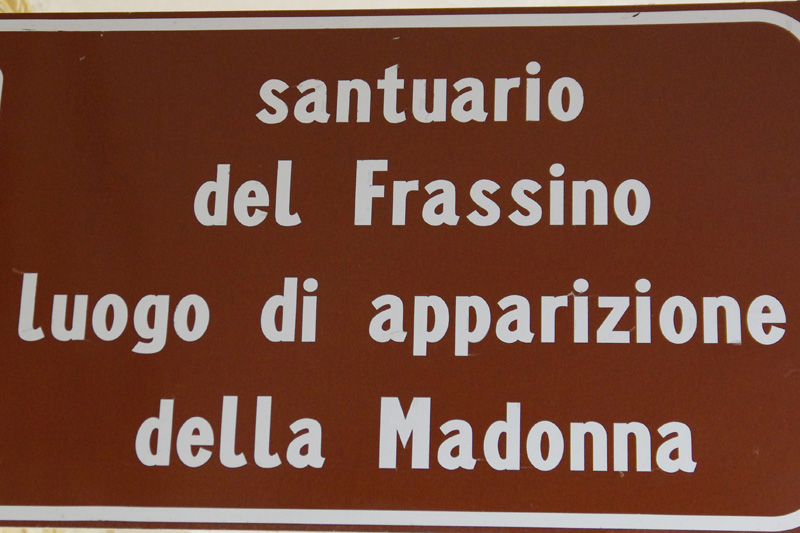 santuario
del Frassino
luogo di apparizione
della Madonna